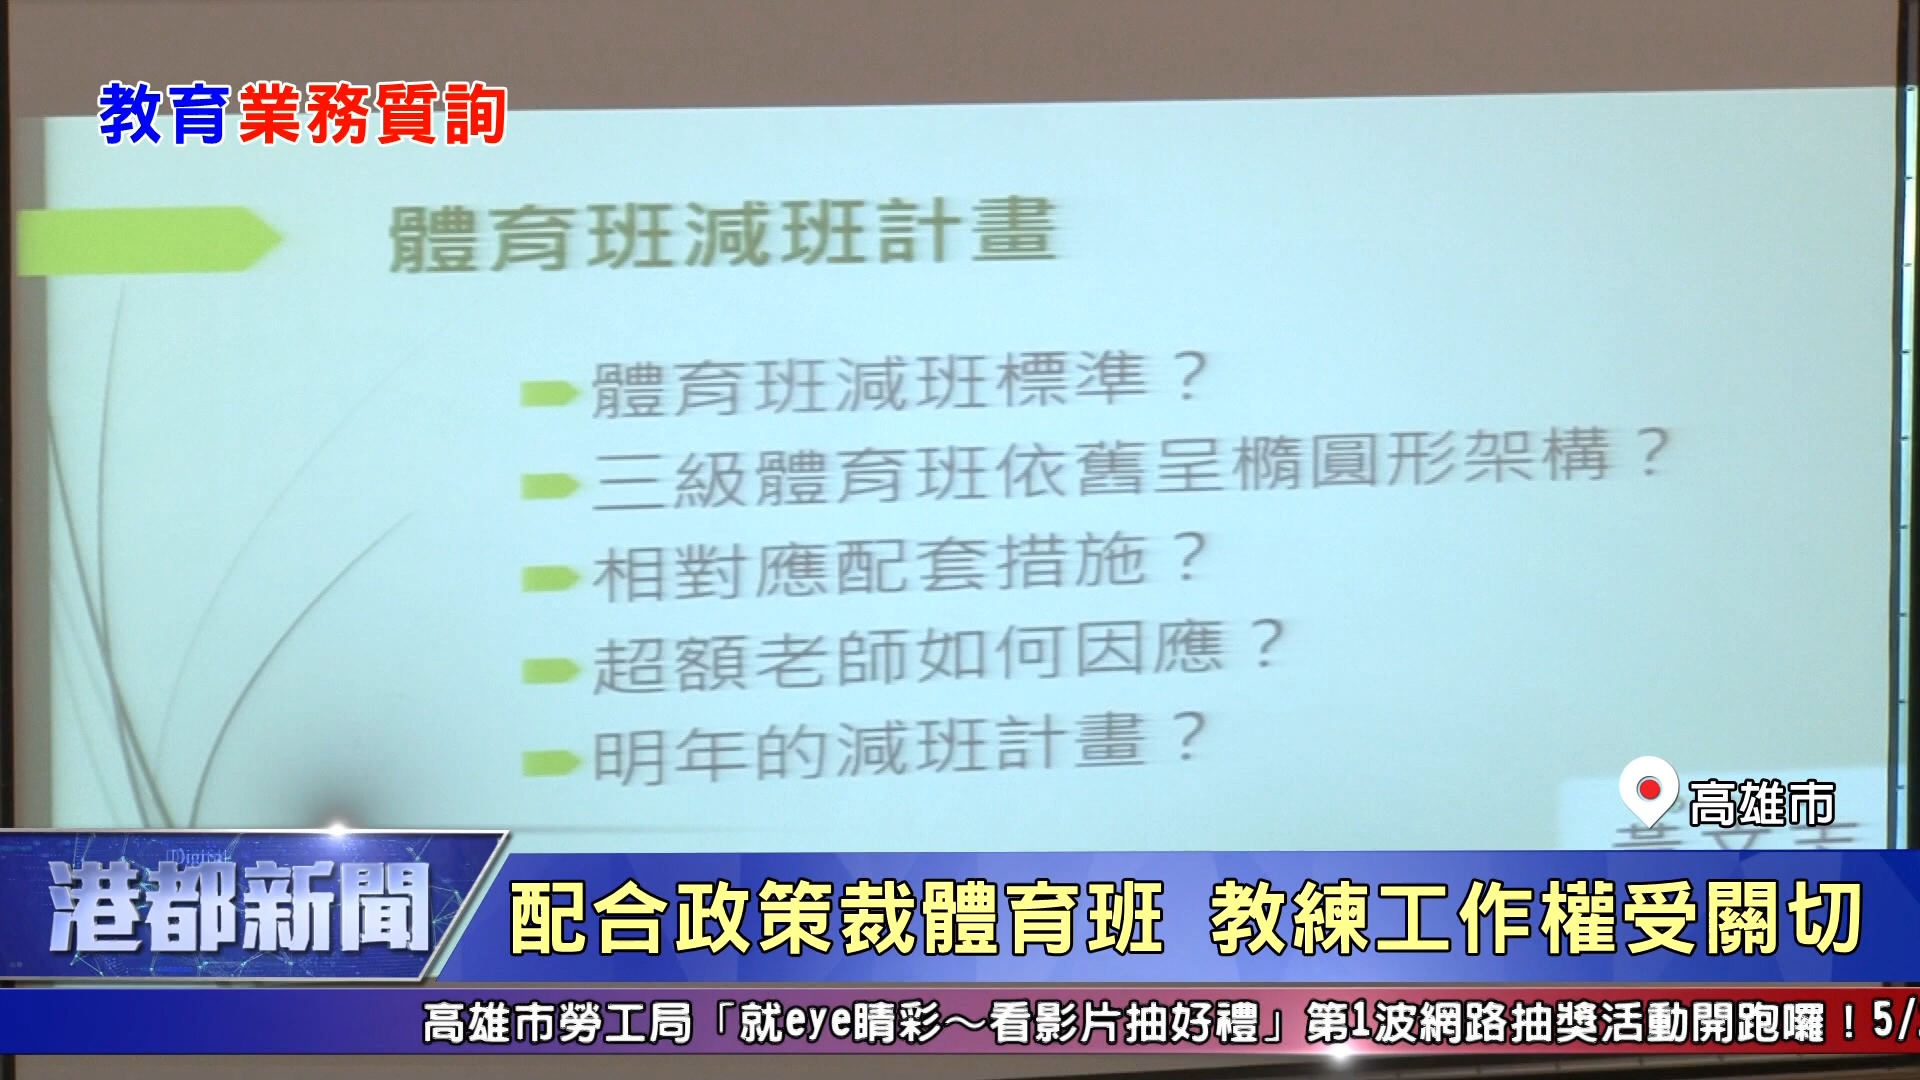 教育業務質詢
體育班減班計畫
體育班減班標準？
三級體育班依舊呈橢圓形架構？
相對應配套措施？
超額老師如何因應？
明年的減班計畫？
高雄市
Digital
港都新聞
配合政策裁體育班 教練工作權受關切
高雄市勞工局「就eye睛彩～看影片抽好禮」第1波網路抽獎活動開跑囉！5/